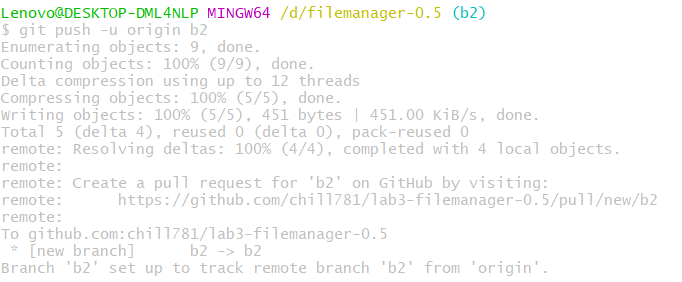 Lenovo@DESKTOP-DML4NLP MINGW64 /d/filemanager-0.5 (b2)
$ git push -u origin b2
Enumerating objects: 9, done.
Counting objects: 100% (9/9), done.
Delta compression using up to 12 threads
Compressing objects: 100% (5/5), done.
Writing objects: 100% (5/5), 451 bytes | 451.00 KiB/s, done.
Total 5 (delta 4), reused 0 (delta 0), pack-reused 0
remote: Resolving deltas: 100% (4/4), completed with 4 local objects.
remote:
remote: Create a pull request for 'b2' on GitHub by visiting:
remote:      https://github.com/chill781/lab3-filemanager-0.5/pull/new/b2
remote:
To github.com:chill781/lab3-filemanager-0.5
 * [new branch]      b2 -> b2
Branch 'b2' set up to track remote branch 'b2' from 'origin'.